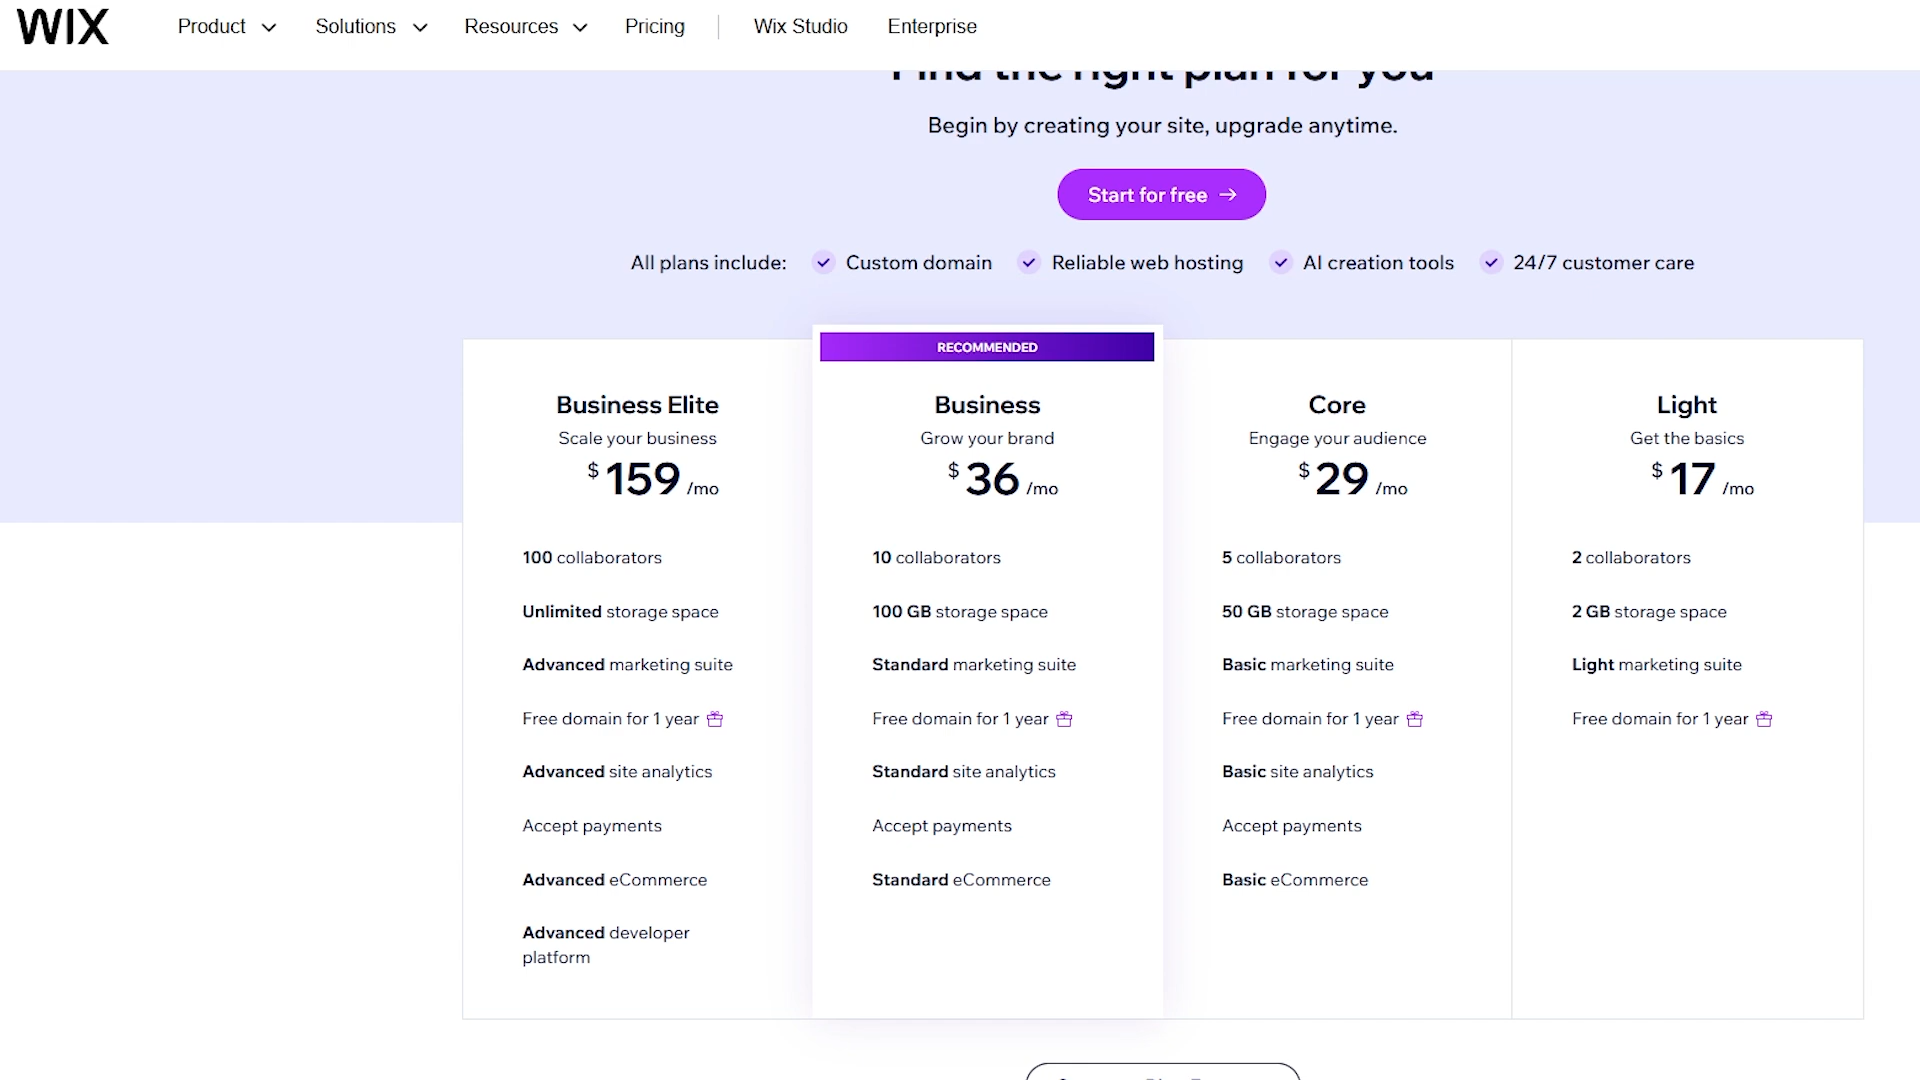 WIX
Product
Solutions
Resources
Pricing
Wix Studio
Enterprise
Find the right plan for you
Begin by creating your site, upgrade anytime.
Start for free →
All plans include:
Custom domain
Reliable web hosting
AI creation tools
24/7 customer care
Business Elite
Scale your business
$ 159 /mo
100 collaborators
Unlimited storage space
Advanced marketing suite
Free domain for 1 year
Advanced site analytics
Accept payments
Advanced eCommerce
Advanced developer
platform
RECOMMENDED
Business
Grow your brand
$ 36 /mo
10 collaborators
100 GB storage space
Standard marketing suite
Free domain for 1 year
Standard site analytics
Accept payments
Standard eCommerce
Core
Engage your audience
$ 29 /mo
5 collaborators
50 GB storage space
Basic marketing suite
Free domain for 1 year
Basic site analytics
Accept payments
Basic eCommerce
Light
Get the basics
$ 17 /mo
2 collaborators
2 GB storage space
Light marketing suite
Free domain for 1 year